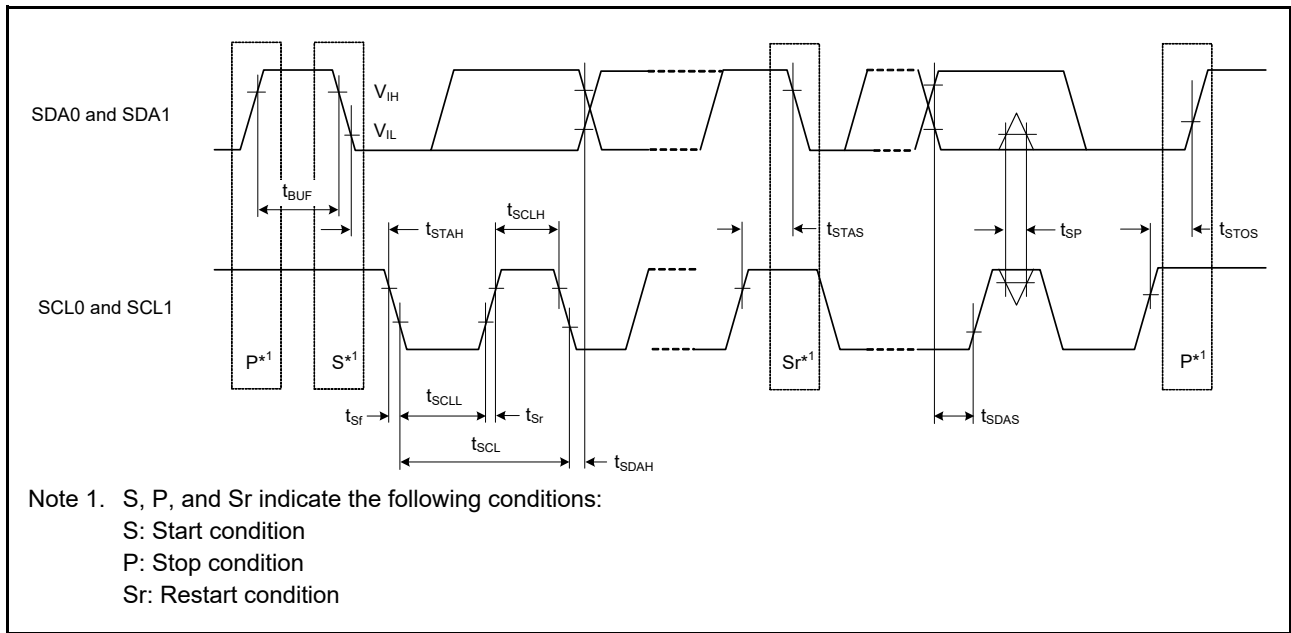 SDA0 and SDA1
V_IH
V_IL
t_BUF
t_STAH
t_SCLH
t_STAS
t_SP
t_STOS
SCL0 and SCL1
P*1
S*1
Sr*1
P*1
t_Sf
t_SCLL
t_Sr
t_SCL
t_SDAH
t_SDAS
Note 1. S, P, and Sr indicate the following conditions:
S: Start condition
P: Stop condition
Sr: Restart condition